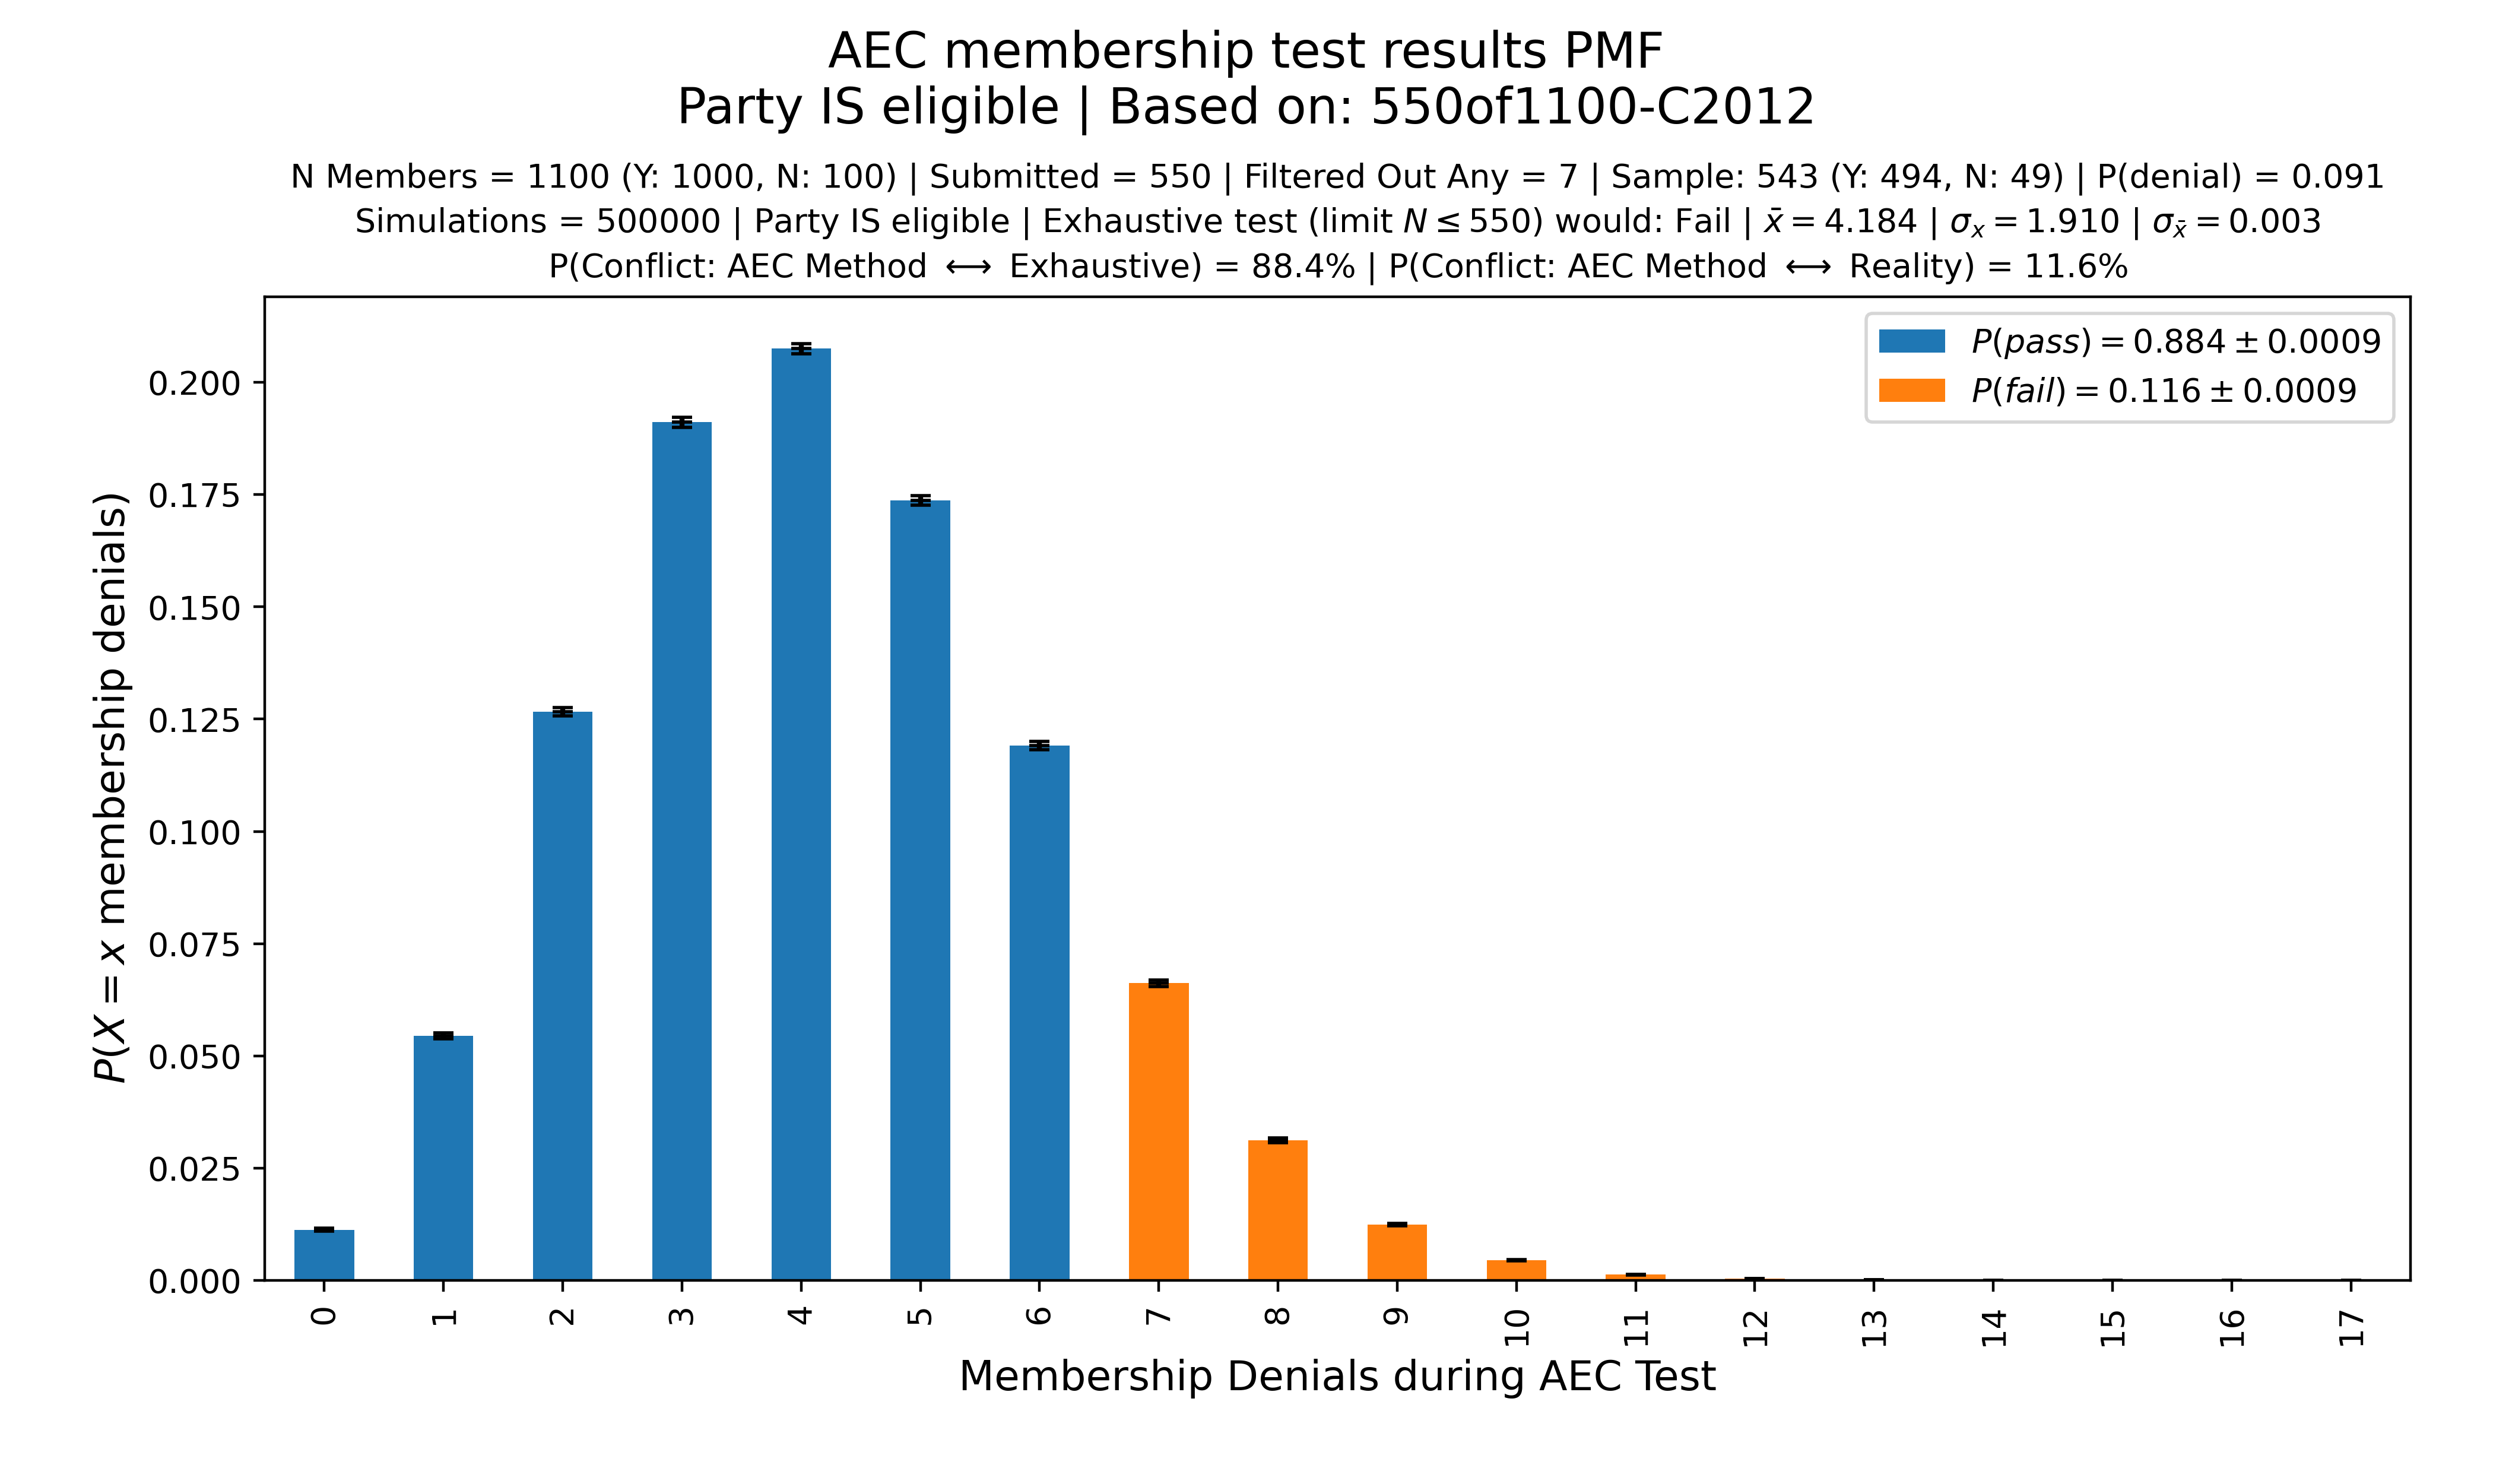 AEC membership test results PMF
Party IS eligible | Based on: 550of1100-C2012
N Members = 1100 (Y: 1000, N: 100) | Submitted = 550 | Filtered Out Any = 7 | Sample: 543 (Y: 494, N: 49) | P(denial) = 0.091
Simulations = 500000 | Party IS eligible | Exhaustive test (limit N ≤ 550) would: Fail | x̄ = 4.184 | σₓ = 1.910 | σ_x̄ = 0.003
P(Conflict: AEC Method ⟷ Exhaustive) = 88.4% | P(Conflict: AEC Method ⟷ Reality) = 11.6%
P(pass) = 0.884 ± 0.0009
P(fail) = 0.116 ± 0.0009
P(X = x membership denials)
0.200
0.175
0.150
0.125
0.100
0.075
0.050
0.025
0.000
0 1 2 3 4 5 6 7 8 9 10 11 12 13 14 15 16 17
Membership Denials during AEC Test